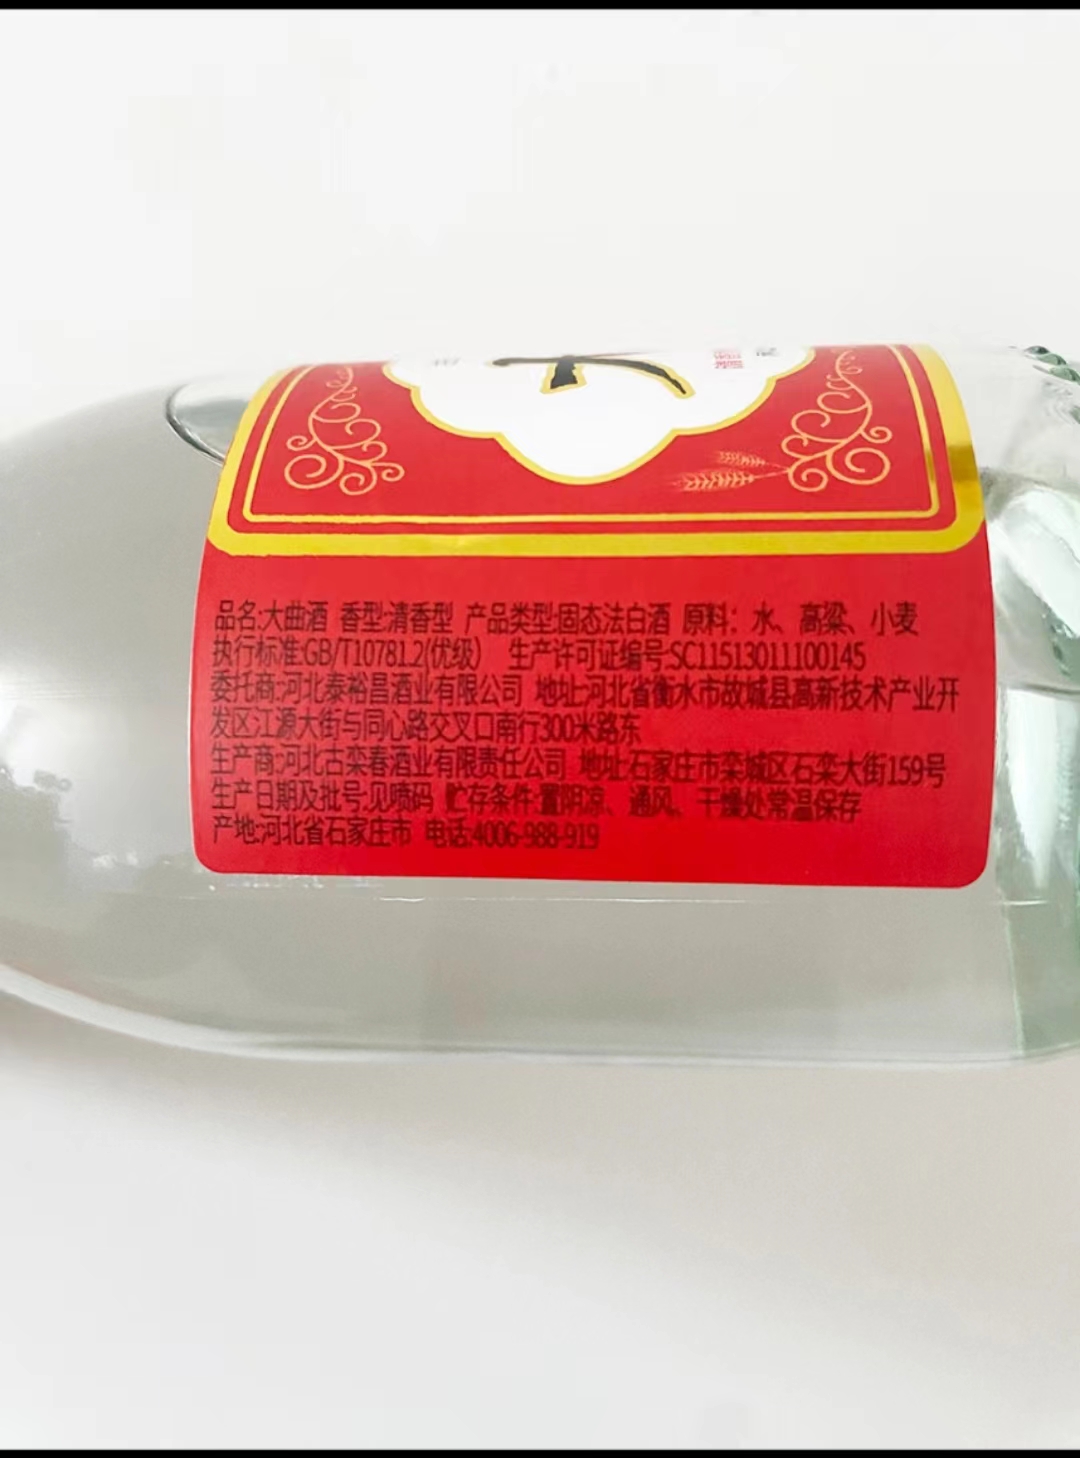 大
品名:大曲酒 香型:清香型 产品类型:固态法白酒 原料：水、高粱、小麦
执行标准:GB/T10781.2(优级) 生产许可证编号:SC11513011100145
委托商:河北泰裕昌酒业有限公司 地址:河北省衡水市故城县高新技术产业开
发区江源大街与同心路交叉口南行300米路东
生产商:河北古栾春酒业有限责任公司 地址:石家庄市栾城区石栾大街159号
生产日期及批号:见喷码 贮存条件:置阴凉、通风、干燥处常温保存
产地:河北省石家庄市 电话:4006-988-919